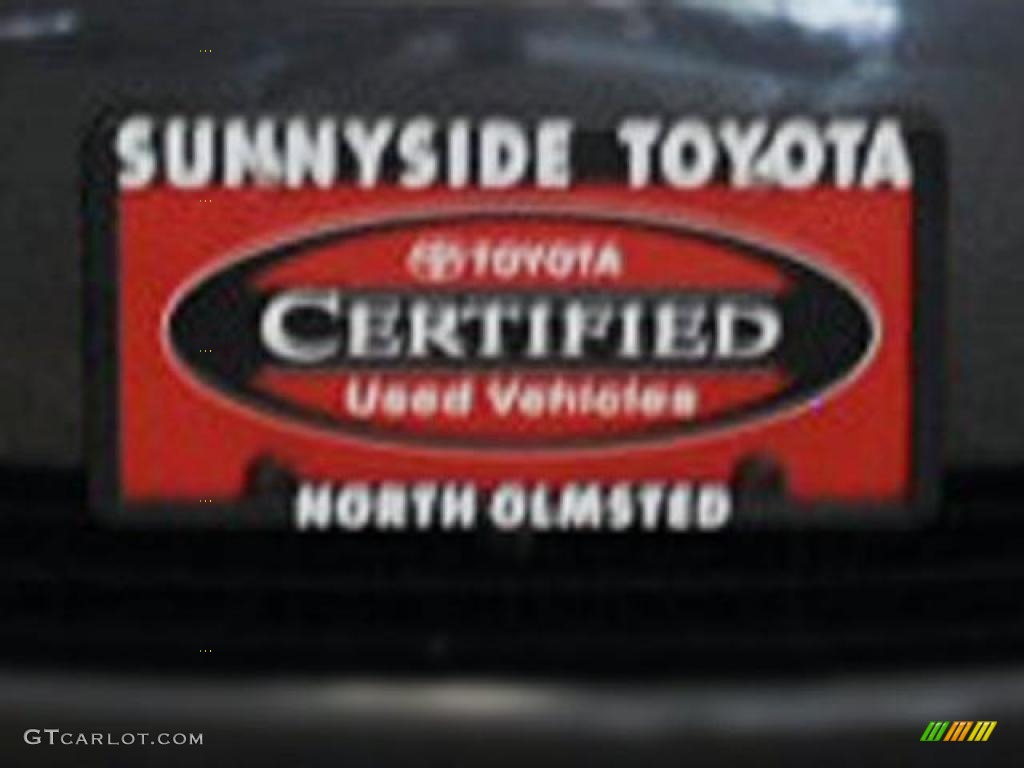 SUNNYSIDE TOYOTA
TOYOTA
CERTIFIED
Used Vehicles
NORTH OLMSTED
GTCARLOT.COM